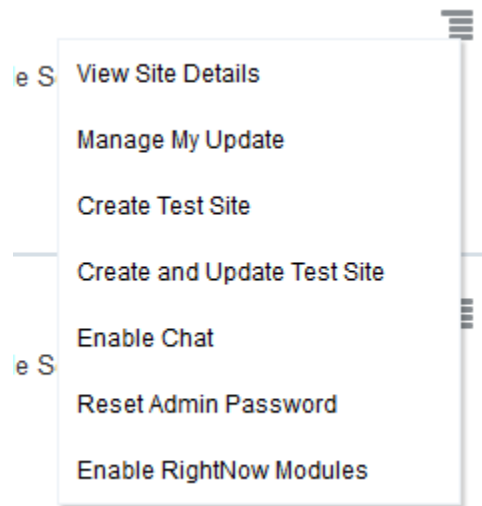 View Site Details
e S
Manage My Update
Create Test Site
Create and Update Test Site
Enable Chat
e S
Reset Admin Password
Enable RightNow Modules